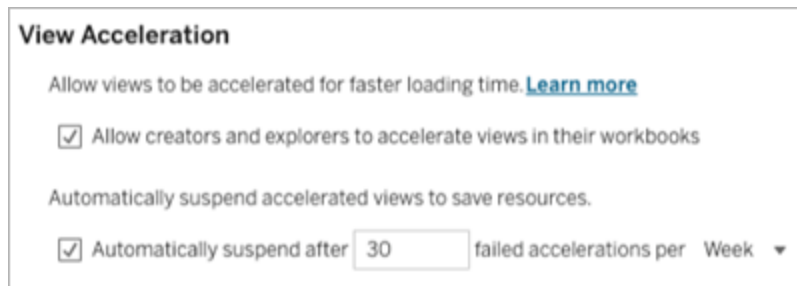 View Acceleration
Allow views to be accelerated for faster loading time. Learn more
Allow creators and explorers to accelerate views in their workbooks
Automatically suspend accelerated views to save resources.
Automatically suspend after 30 failed accelerations per Week